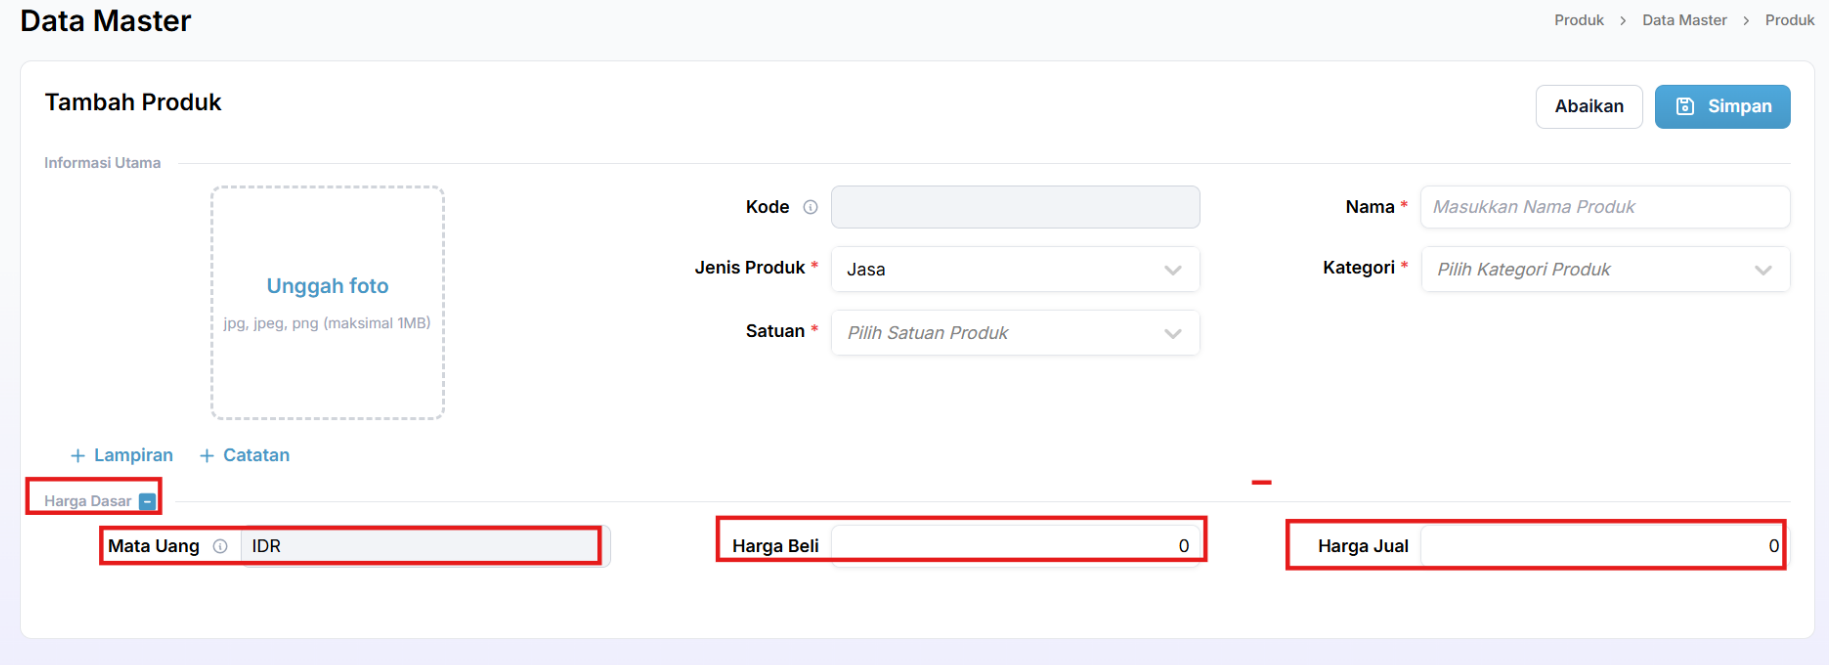 Data Master
Produk > Data Master > Produk
Tambah Produk
Abaikan
Simpan
Informasi Utama
Unggah foto
jpg, jpeg, png (maksimal 1MB)
Kode
Nama * Masukkan Nama Produk
Jenis Produk * Jasa
Kategori * Pilih Kategori Produk
Satuan * Pilih Satuan Produk
+ Lampiran + Catatan
Harga Dasar
Mata Uang IDR
Harga Beli 0
Harga Jual 0